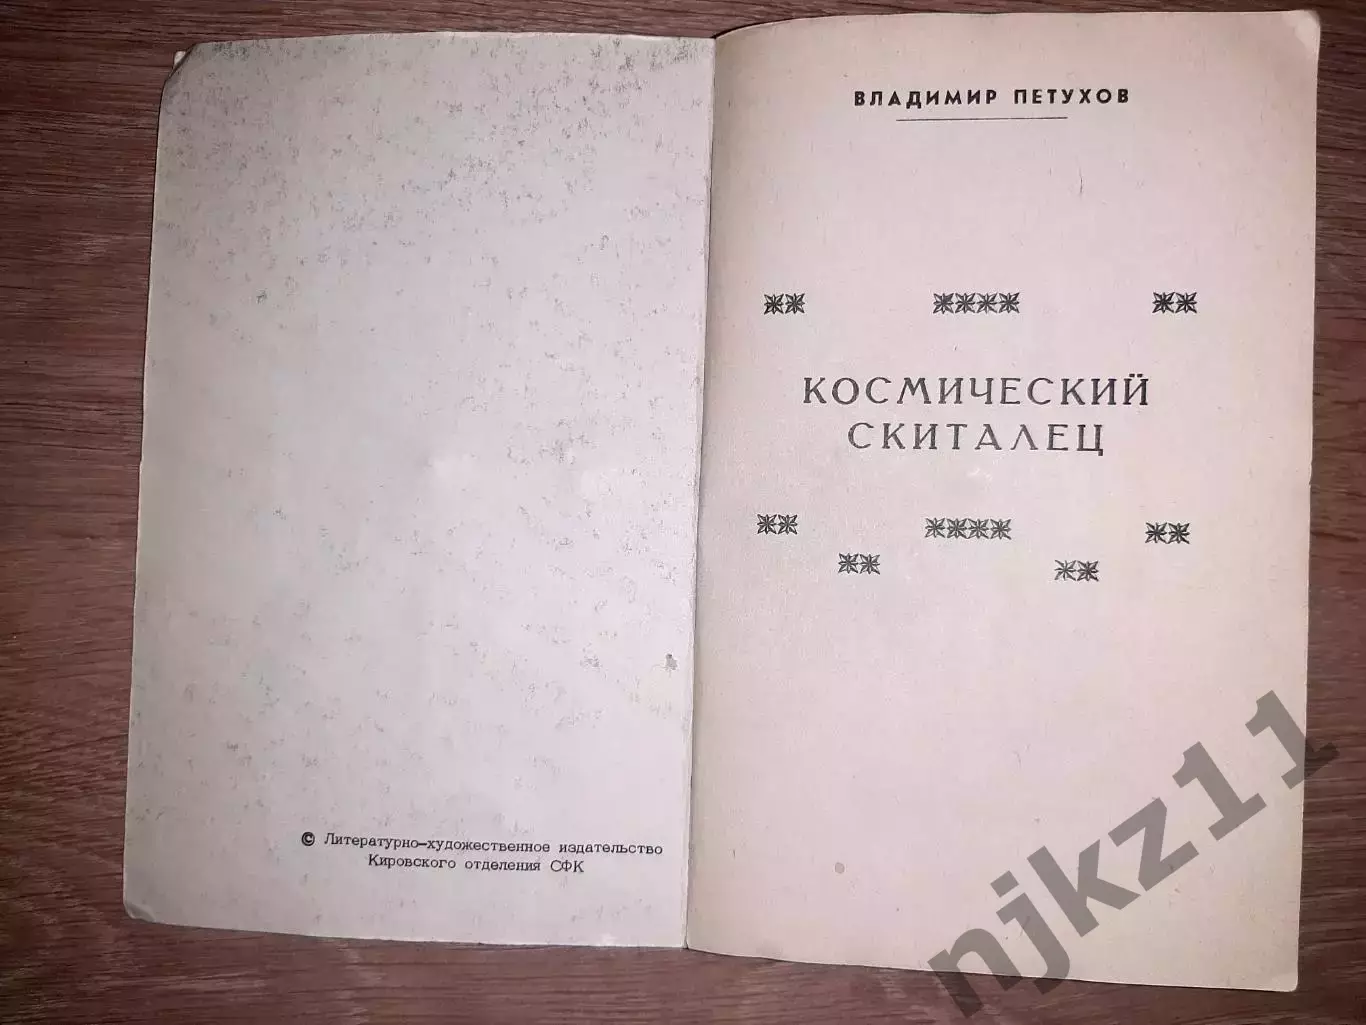 © Литературно-художественное издательство
Кировского отделения СФК
ВЛАДИМИР ПЕТУХОВ
КОСМИЧЕСКИЙ
СКИТАЛЕЦ
njkz11